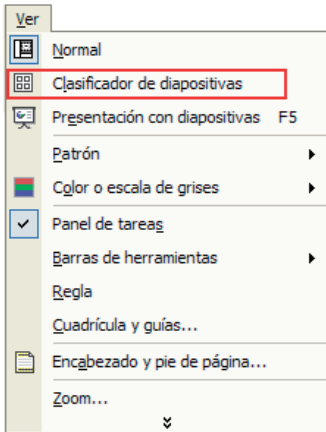 Ver
Normal
Clasificador de diapositivas
Presentación con diapositivas F5
Patrón
Color o escala de grises
Panel de tareas
Barras de herramientas
Regla
Cuadrícula y guías...
Encabezado y pie de página...
Zoom...